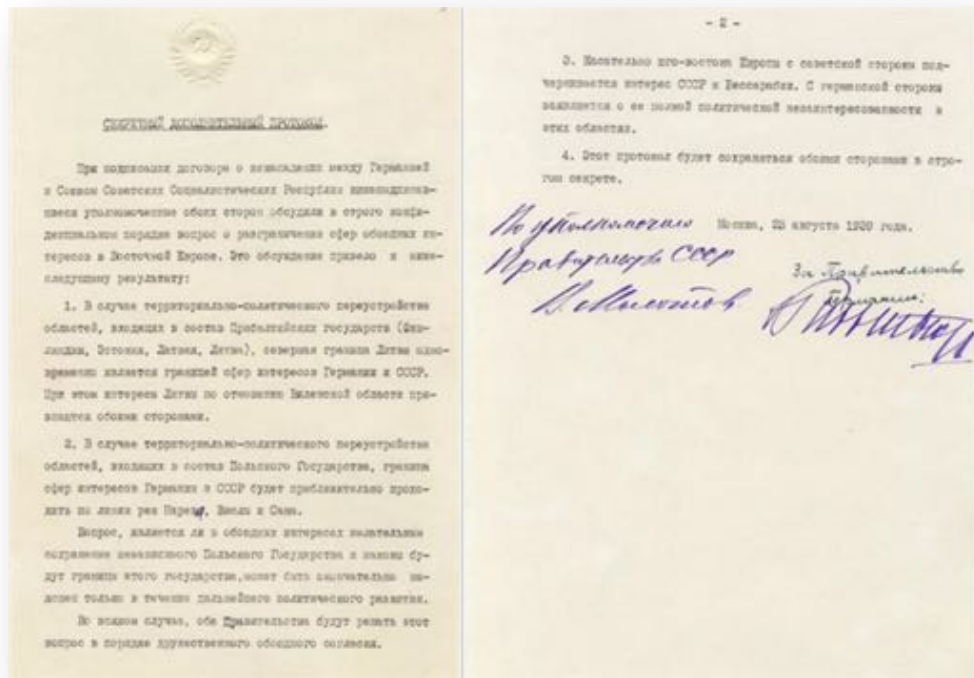 СЕКРЕТНЫЙ ДОПОЛНИТЕЛЬНЫЙ ПРОТОКОЛ.
При подписании договора о ненападении между Германией
и Союзом Советских Социалистических Республик нижеподписав-
шиеся уполномоченные обеих сторон обсудили в строго конфи-
денциальном порядке вопрос о разграничении сфер обоюдных ин-
тересов в Восточной Европе. Это обсуждение привело к ниже-
следующему результату:
1. В случае территориально-политического переустройства
областей, входящих в состав Прибалтийских государств (Фин-
ляндия, Эстония, Латвия, Литва), северная граница Литвы одно-
временно является границей сфер интересов Германии и СССР.
При этом интересы Литвы по отношению Виленской области при-
знаются обоими сторонами.
2. В случае территориально-политического переустройства
областей, входящих в состав Польского Государства, граница
сфер интересов Германии и СССР будет приблизительно прохо-
дить по линии рек Нарева, Вислы и Сана.
Вопрос, является ли в обоюдных интересах желательным
сохранение независимого Польского Государства и каковы бу-
дут границы этого государства, может быть окончательно вы-
яснен только в течение дальнейшего политического развития.
Во всяком случае, оба Правительства будут решать этот
вопрос в порядке дружественного обоюдного согласия.
- 2 -
3. Касательно юго-востока Европы с советской стороны под-
черкивается интерес СССР к Бессарабии. С германской стороны
заявляется о ее полной политической незаинтересованности в
этих областях.
4. Этот протокол будет сохраняться обеими сторонами в стро-
гом секрете.
Москва, 23 августа 1939 года.
По уполномочию
Правительства СССР
В. Молотов
За Правительство
Германии: